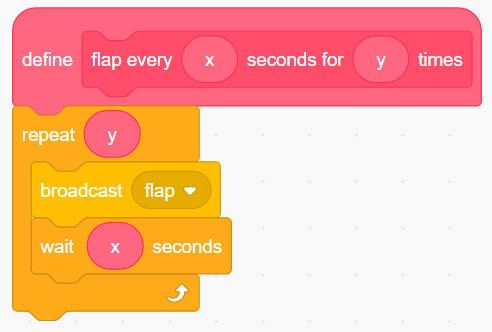 define flap every x seconds for y times
repeat y
broadcast flap
wait x seconds